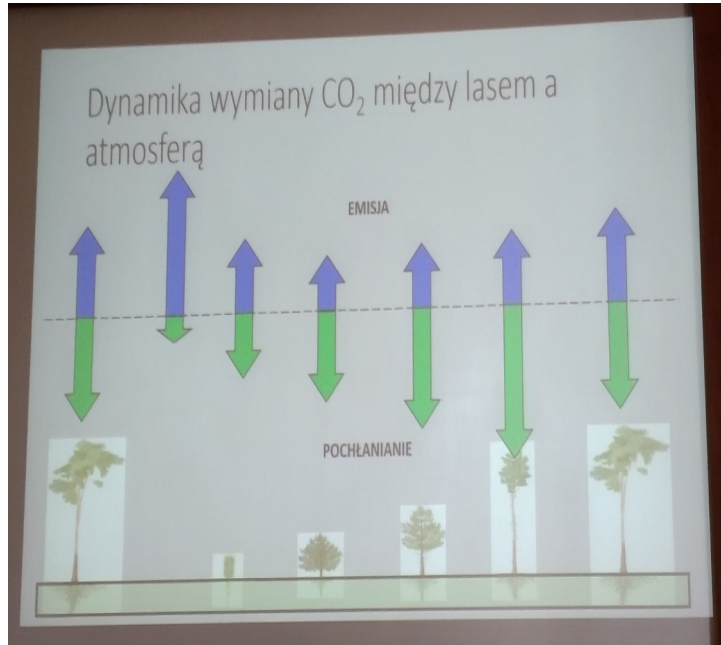 Dynamika wymiany CO₂ między lasem a
atmosferą
EMISJA
POCHŁANIANIE